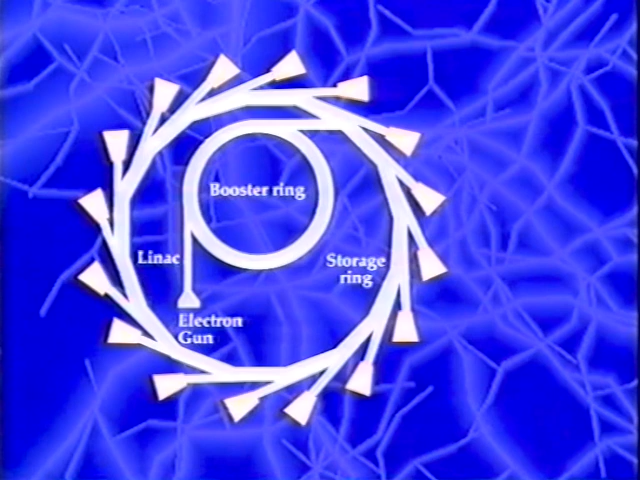 Booster ring
Linac
Storage
ring
Electron
Gun